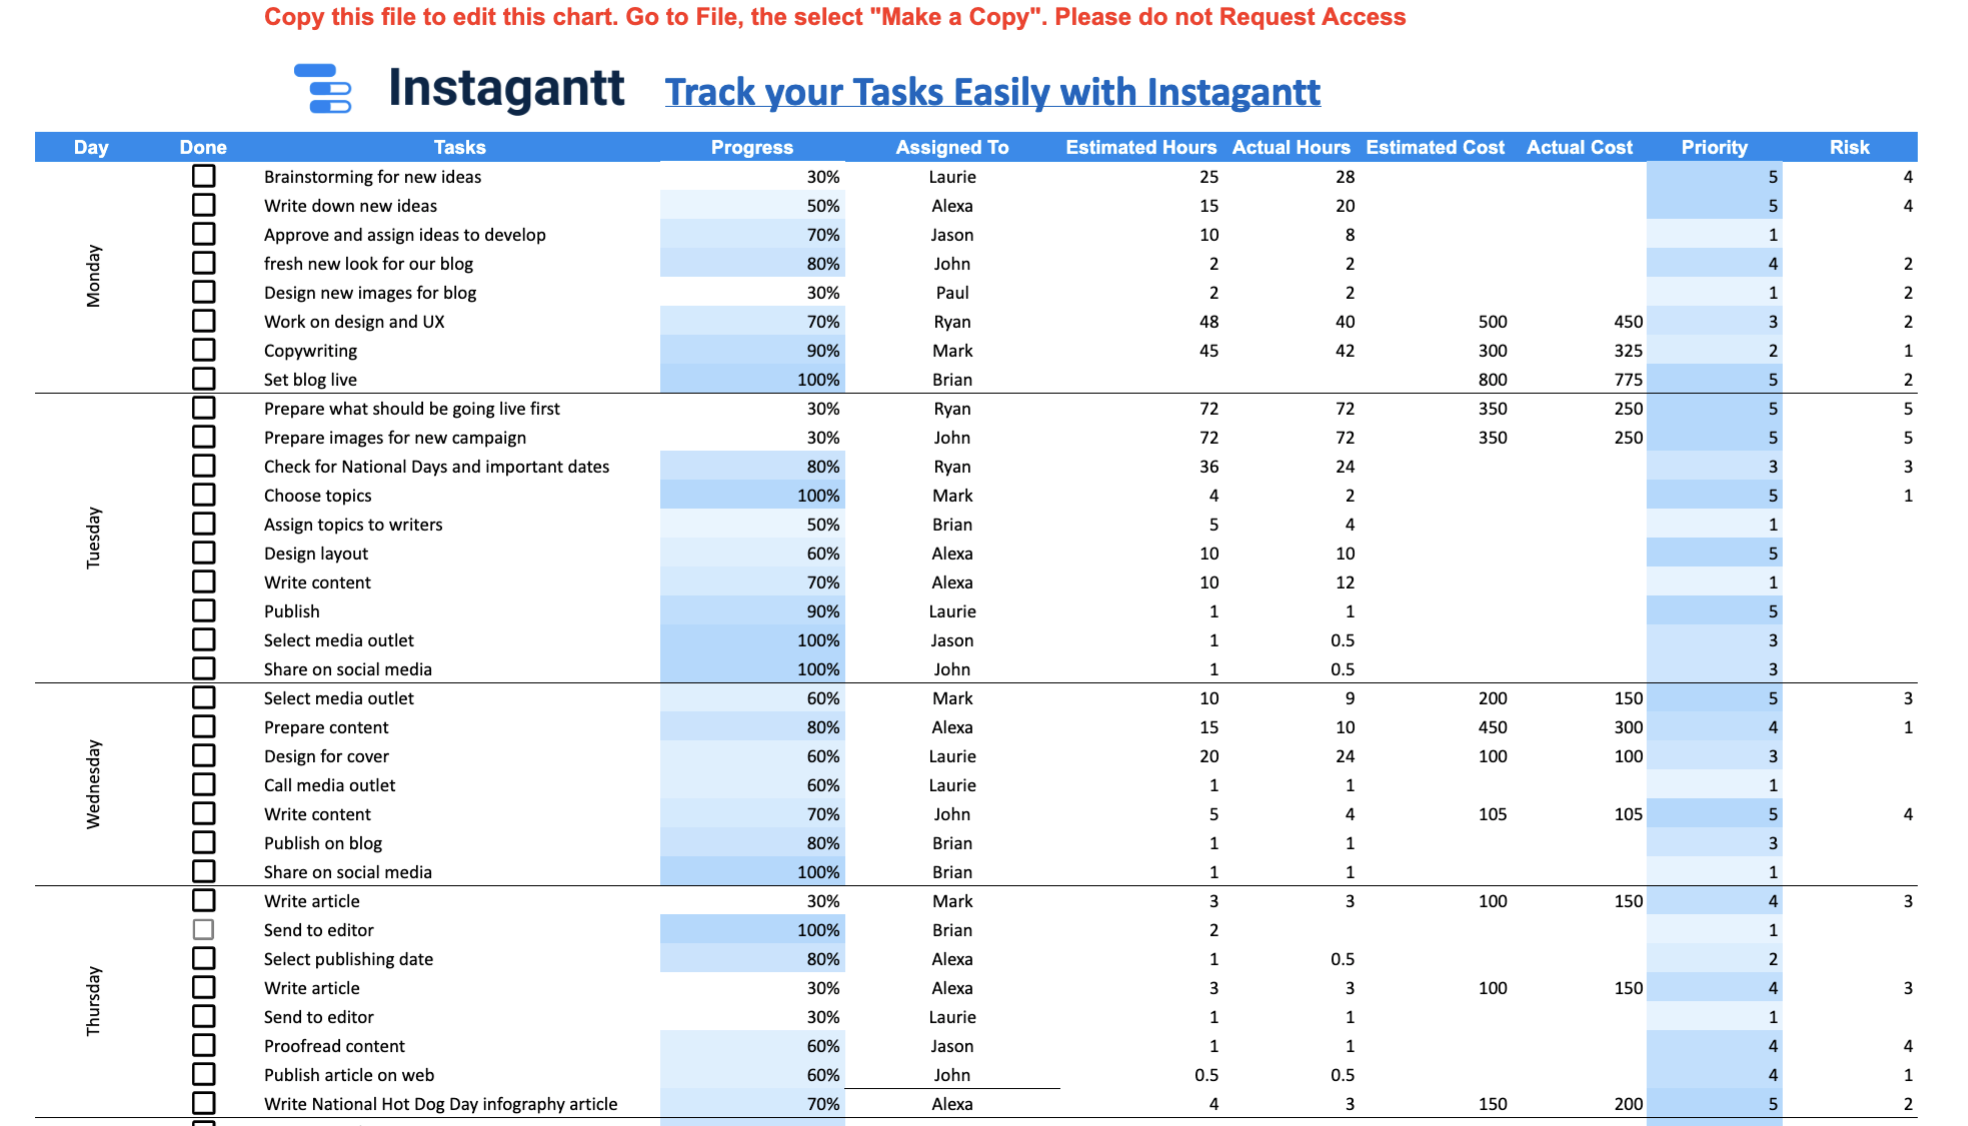 Copy this file to edit this chart. Go to File, the select "Make a Copy". Please do not Request Access
Instagantt Track your Tasks Easily with Instagantt
Day Done Tasks Progress Assigned To Estimated Hours Actual Hours Estimated Cost Actual Cost Priority Risk
Monday
Brainstorming for new ideas 30% Laurie 25 28 5 4
Write down new ideas 50% Alexa 15 20 5 4
Approve and assign ideas to develop 70% Jason 10 8 1
fresh new look for our blog 80% John 2 2 4 2
Design new images for blog 30% Paul 2 2 1 2
Work on design and UX 70% Ryan 48 40 500 450 3 2
Copywriting 90% Mark 45 42 300 325 2 1
Set blog live 100% Brian 800 775 5 2
Tuesday
Prepare what should be going live first 30% Ryan 72 72 350 250 5 5
Prepare images for new campaign 30% John 72 72 350 250 5 5
Check for National Days and important dates 80% Ryan 36 24 3 3
Choose topics 100% Mark 4 2 5 1
Assign topics to writers 50% Brian 5 4 1
Design layout 60% Alexa 10 10 5
Write content 70% Alexa 10 12 1
Publish 90% Laurie 1 1 5
Select media outlet 100% Jason 1 0.5 3
Share on social media 100% John 1 0.5 3
Wednesday
Select media outlet 60% Mark 10 9 200 150 5 3
Prepare content 80% Alexa 15 10 450 300 4 1
Design for cover 60% Laurie 20 24 100 100 3
Call media outlet 60% Laurie 1 1 1
Write content 70% John 5 4 105 105 5 4
Publish on blog 80% Brian 1 1 3
Share on social media 100% Brian 1 1 1
Thursday
Write article 30% Mark 3 3 100 150 4 3
Send to editor 100% Brian 2 1
Select publishing date 80% Alexa 1 0.5 2
Write article 30% Alexa 3 3 100 150 4 3
Send to editor 30% Laurie 1 1 1
Proofread content 60% Jason 1 1 4 4
Publish article on web 60% John 0.5 0.5 4 1
Write National Hot Dog Day infography article 70% Alexa 4 3 150 200 5 2